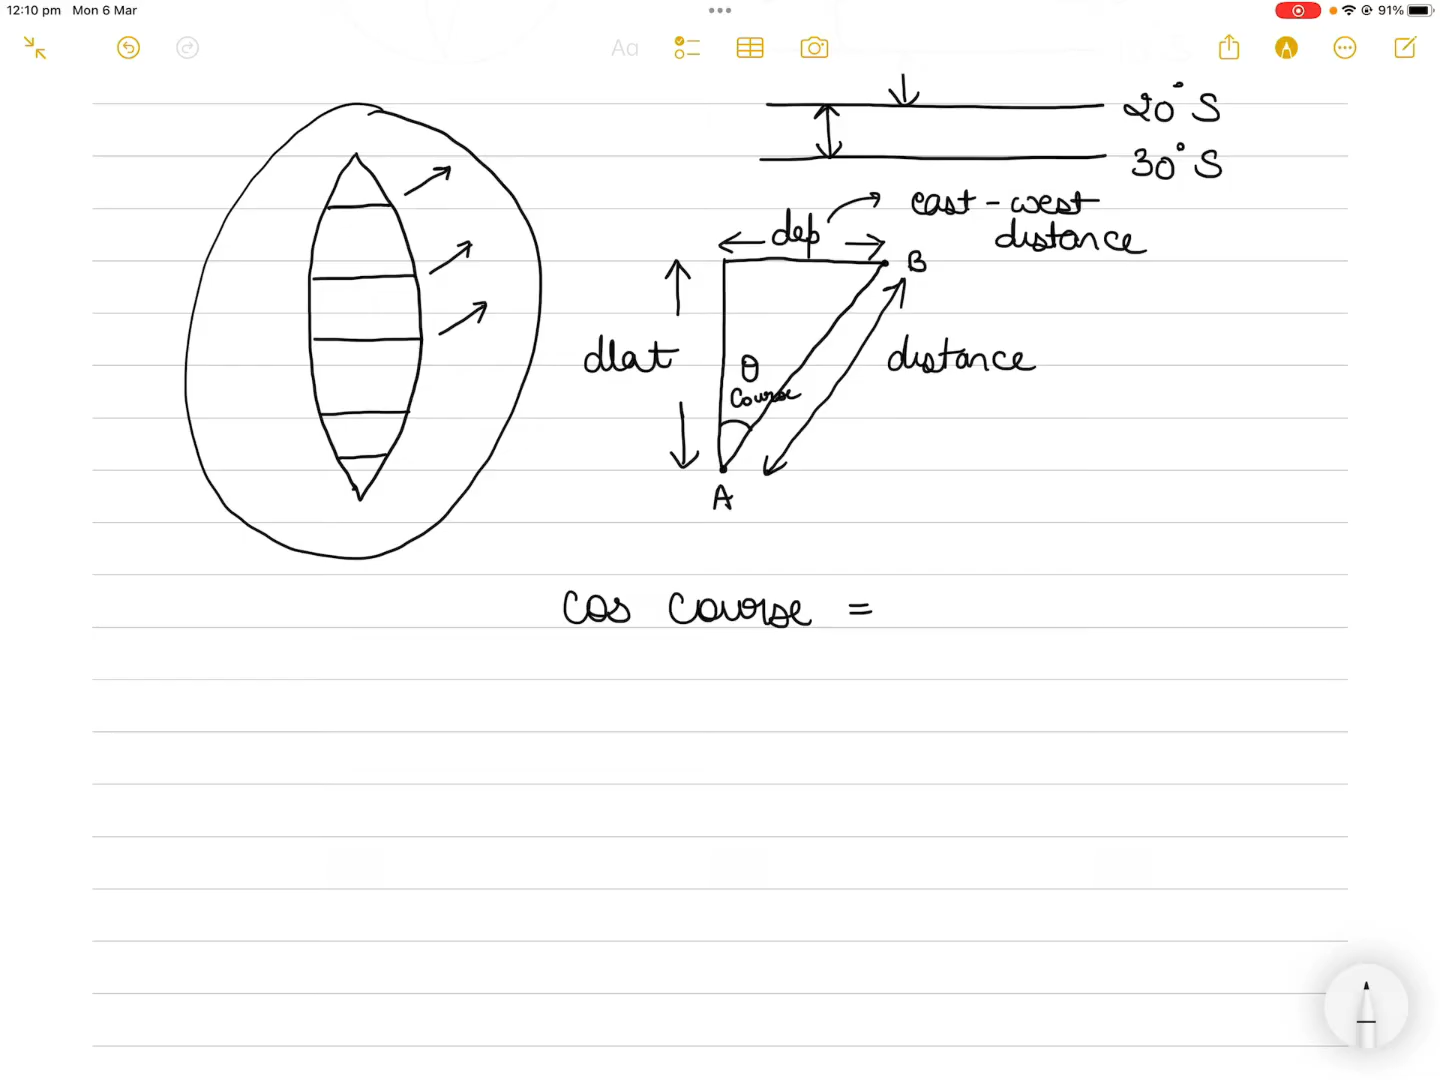 12:10 pm Mon 6 Mar
91%
Aa
20° S
30° S
east - west
distance
dep
B
dlat
θ
course
distance
A
cos course =